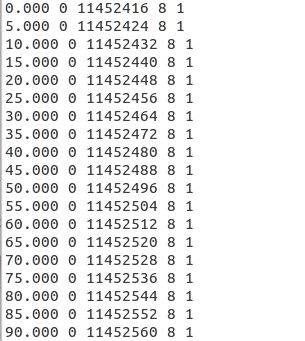 0.000 0 11452416 8 1
5.000 0 11452424 8 1
10.000 0 11452432 8 1
15.000 0 11452440 8 1
20.000 0 11452448 8 1
25.000 0 11452456 8 1
30.000 0 11452464 8 1
35.000 0 11452472 8 1
40.000 0 11452480 8 1
45.000 0 11452488 8 1
50.000 0 11452496 8 1
55.000 0 11452504 8 1
60.000 0 11452512 8 1
65.000 0 11452520 8 1
70.000 0 11452528 8 1
75.000 0 11452536 8 1
80.000 0 11452544 8 1
85.000 0 11452552 8 1
90.000 0 11452560 8 1